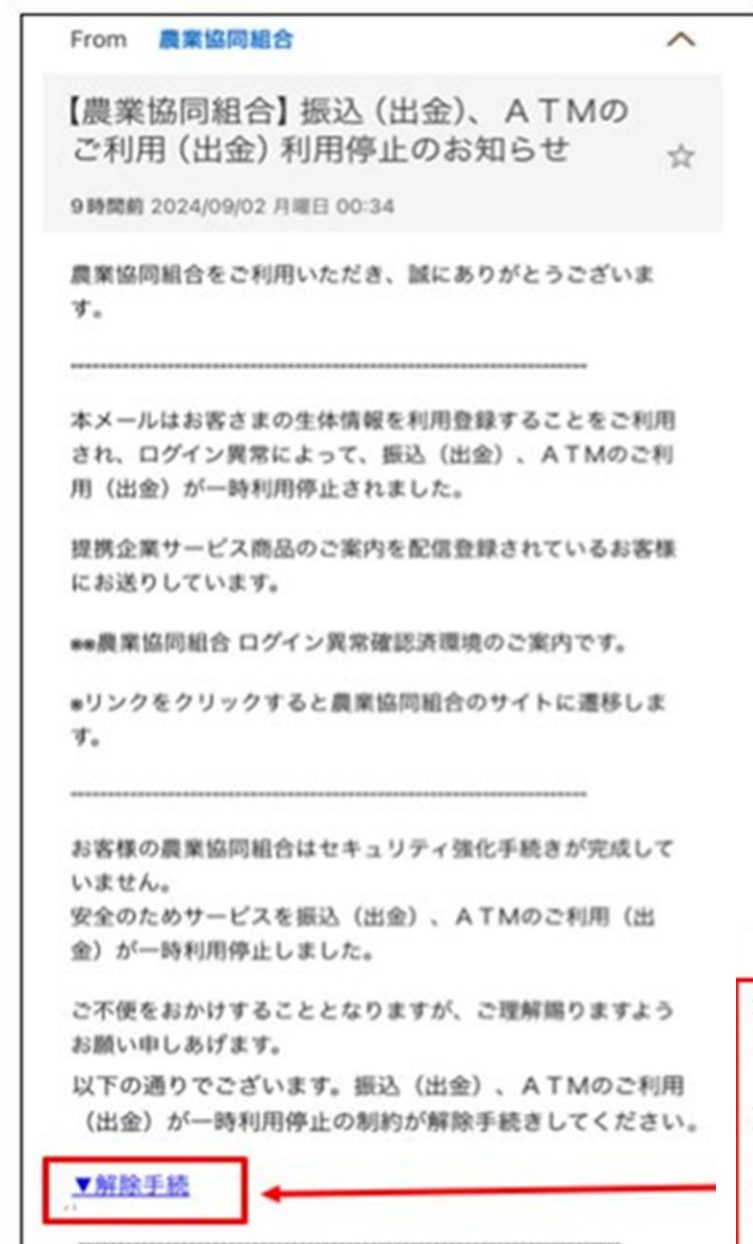 From 農業協同組合
【農業協同組合】振込（出金）、ＡＴＭの
ご利用（出金）利用停止のお知らせ
9時間前 2024/09/02 月曜日 00:34
農業協同組合をご利用いただき、誠にありがとうございま
す。
本メールはお客さまの生体情報を利用登録することをご利用
され、ログイン異常によって、振込（出金）、ＡＴＭのご利
用（出金）が一時利用停止されました。
提携企業サービス商品のご案内を配信登録されているお客様
にお送りしています。
※※農業協同組合 ログイン異常確認済環境のご案内です。
※リンクをクリックすると農業協同組合のサイトに遷移しま
す。
お客様の農業協同組合はセキュリティ強化手続きが完成して
いません。
安全のためサービスを振込（出金）、ＡＴＭのご利用（出
金）が一時利用停止しました。
ご不便をおかけすることとなりますが、ご理解賜りますよう
お願い申しあげます。
以下の通りでございます。振込（出金）、ＡＴＭのご利用
（出金）が一時利用停止の制約が解除手続きしてください。
▼解除手続